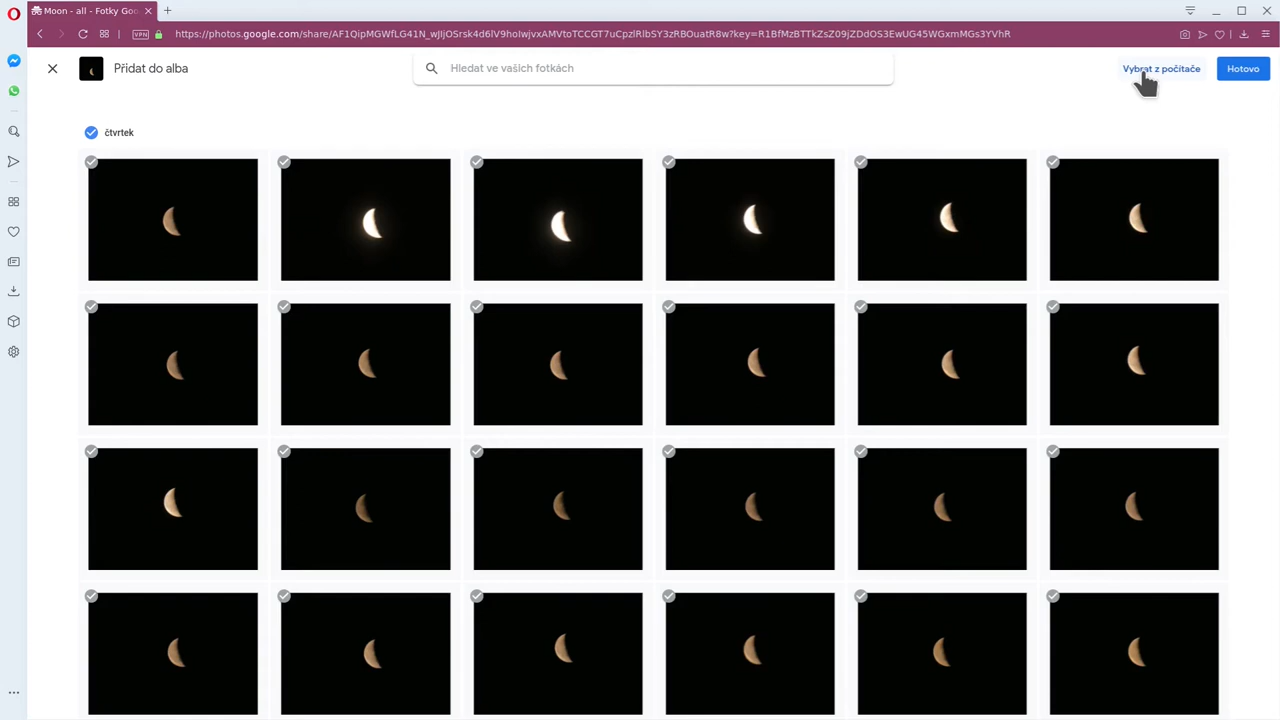 Moon - all - Fotky Goo
VPN
https://photos.google.com/share/AF1QipMGWfLG41N_wJIjOSrsk4d6lV9hoIwjvxAMVtoTCCGT7uCpzlRlbSY3zRBOuatR8w?key=R1BfMzBTTkZsZ09jZDdOS3EwUG45WGxmMGs3YVhR
Přidat do alba
Hledat ve vašich fotkách
Vybrat z počítače
Hotovo
čtvrtek